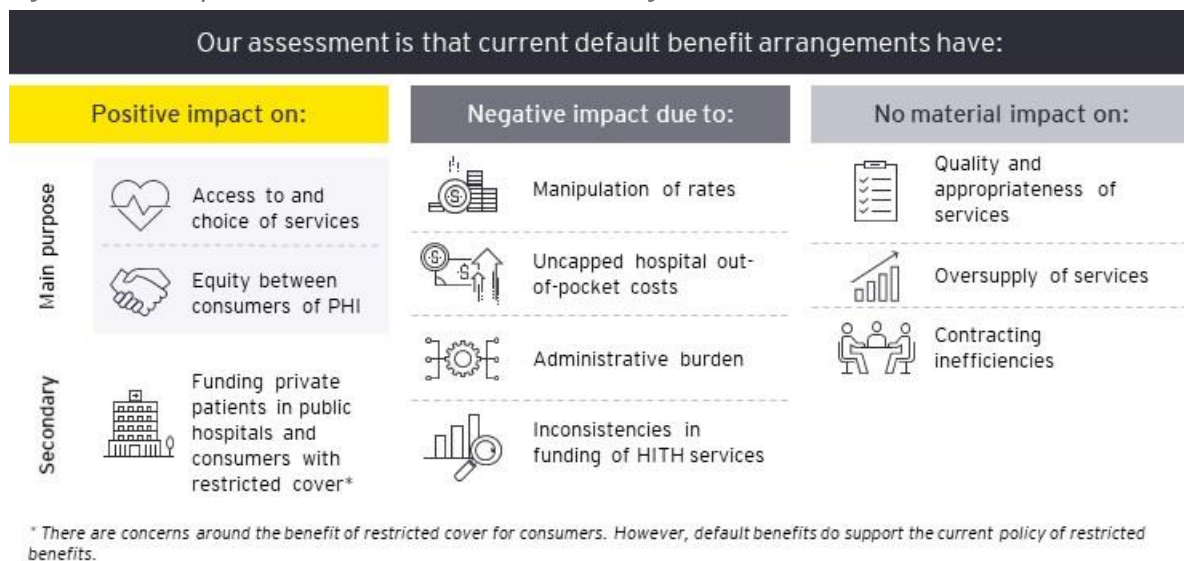 Our assessment is that current default benefit arrangements have:
Positive impact on:
Main purpose
Access to and
choice of services
Equity between
consumers of PHI
Secondary
Funding private
patients in public
hospitals and
consumers with
restricted cover*
Negative impact due to:
Manipulation of rates
Uncapped hospital out-
of-pocket costs
Administrative burden
Inconsistencies in
funding of HITH services
No material impact on:
Quality and
appropriateness of
services
Oversupply of services
Contracting
inefficiencies
* There are concerns around the benefit of restricted cover for consumers. However, default benefits do support the current policy of restricted
benefits.